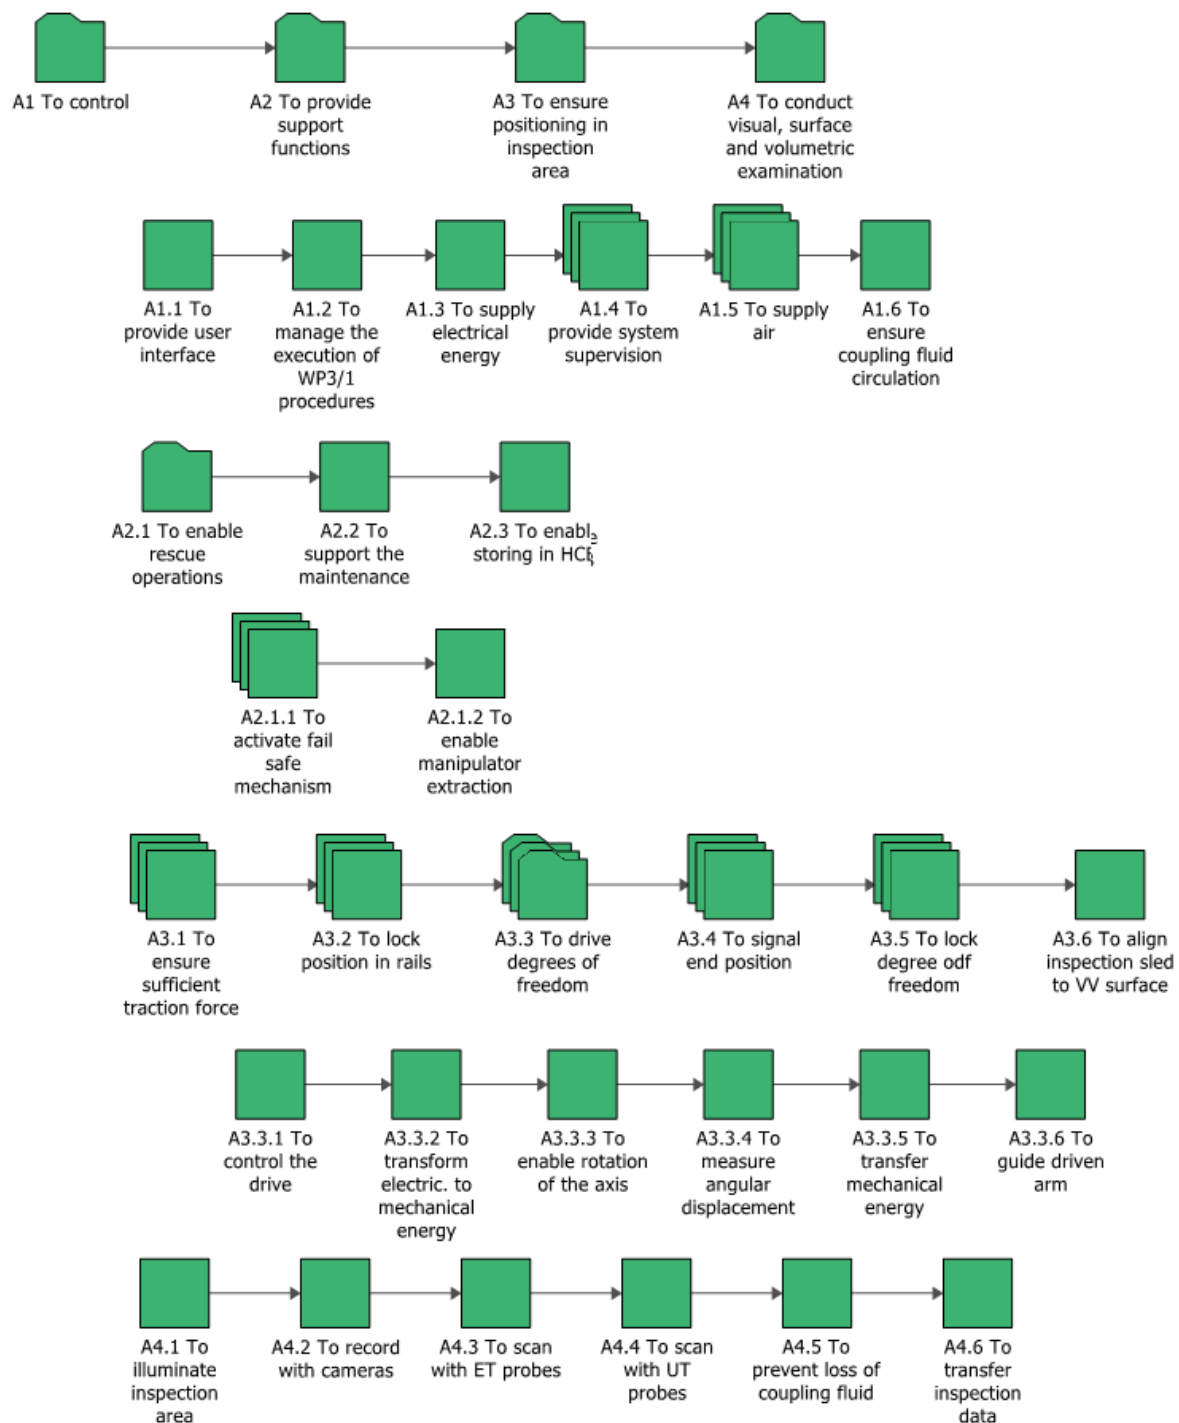 A1 To control
A2 To provide
support
functions
A3 To ensure
positioning in
inspection
area
A4 To conduct
visual, surface
and volumetric
examination
A1.1 To
provide user
interface
A1.2 To
manage the
execution of
WP3/1
procedures
A1.3 To supply
electrical
energy
A1.4 To
provide system
supervision
A1.5 To supply
air
A1.6 To
ensure
coupling fluid
circulation
A2.1 To enable
rescue
operations
A2.2 To
support the
maintenance
A2.3 To enable
storing in
A2.1.1 To
activate fail
safe
mechanism
A2.1.2 To
enable
manipulator
extraction
A3.1 To
ensure
sufficient
traction force
A3.2 To lock
position in rails
A3.3 To drive
degrees of
freedom
A3.4 To signal
end position
A3.5 To lock
degree odf
freedom
A3.6 To align
inspection sled
to VV surface
A3.3.1 To
control the
drive
A3.3.2 To
transform
electric. to
mechanical
energy
A3.3.3 To
enable rotation
of the axis
A3.3.4 To
measure
angular
displacement
A3.3.5 To
transfer
mechanical
energy
A3.3.6 To
guide driven
arm
A4.1 To
illuminate
inspection
area
A4.2 To record
with cameras
A4.3 To scan
with ET probes
A4.4 To scan
with UT
probes
A4.5 To
prevent loss of
coupling fluid
A4.6 To
transfer
inspection
data